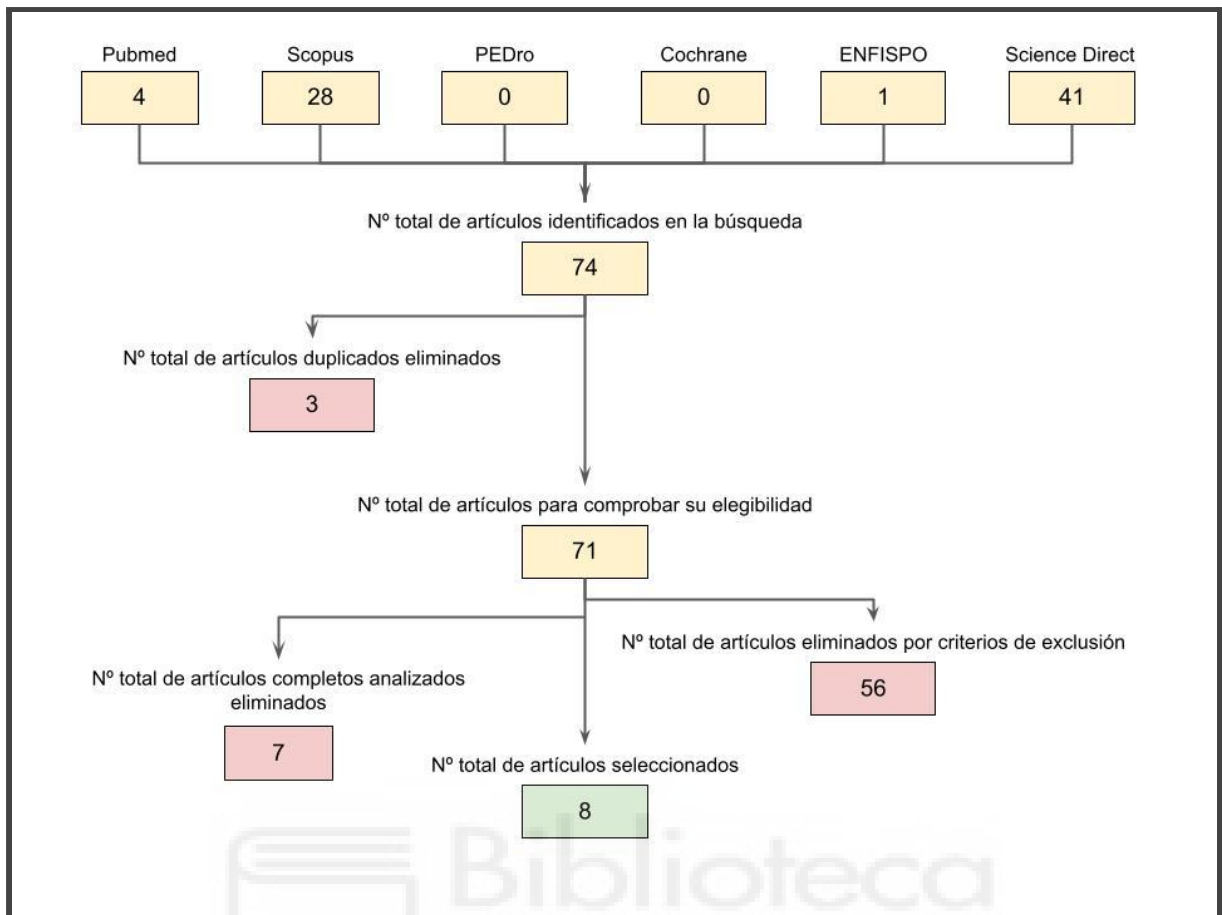 Pubmed
4
Scopus
28
PEDro
0
Cochrane
0
ENFISPO
1
Science Direct
41
Nº total de artículos identificados en la búsqueda
74
Nº total de artículos duplicados eliminados
3
Nº total de artículos para comprobar su elegibilidad
71
Nº total de artículos eliminados por criterios de exclusión
56
Nº total de artículos completos analizados
eliminados
7
Nº total de artículos seleccionados
8
Biblioteca